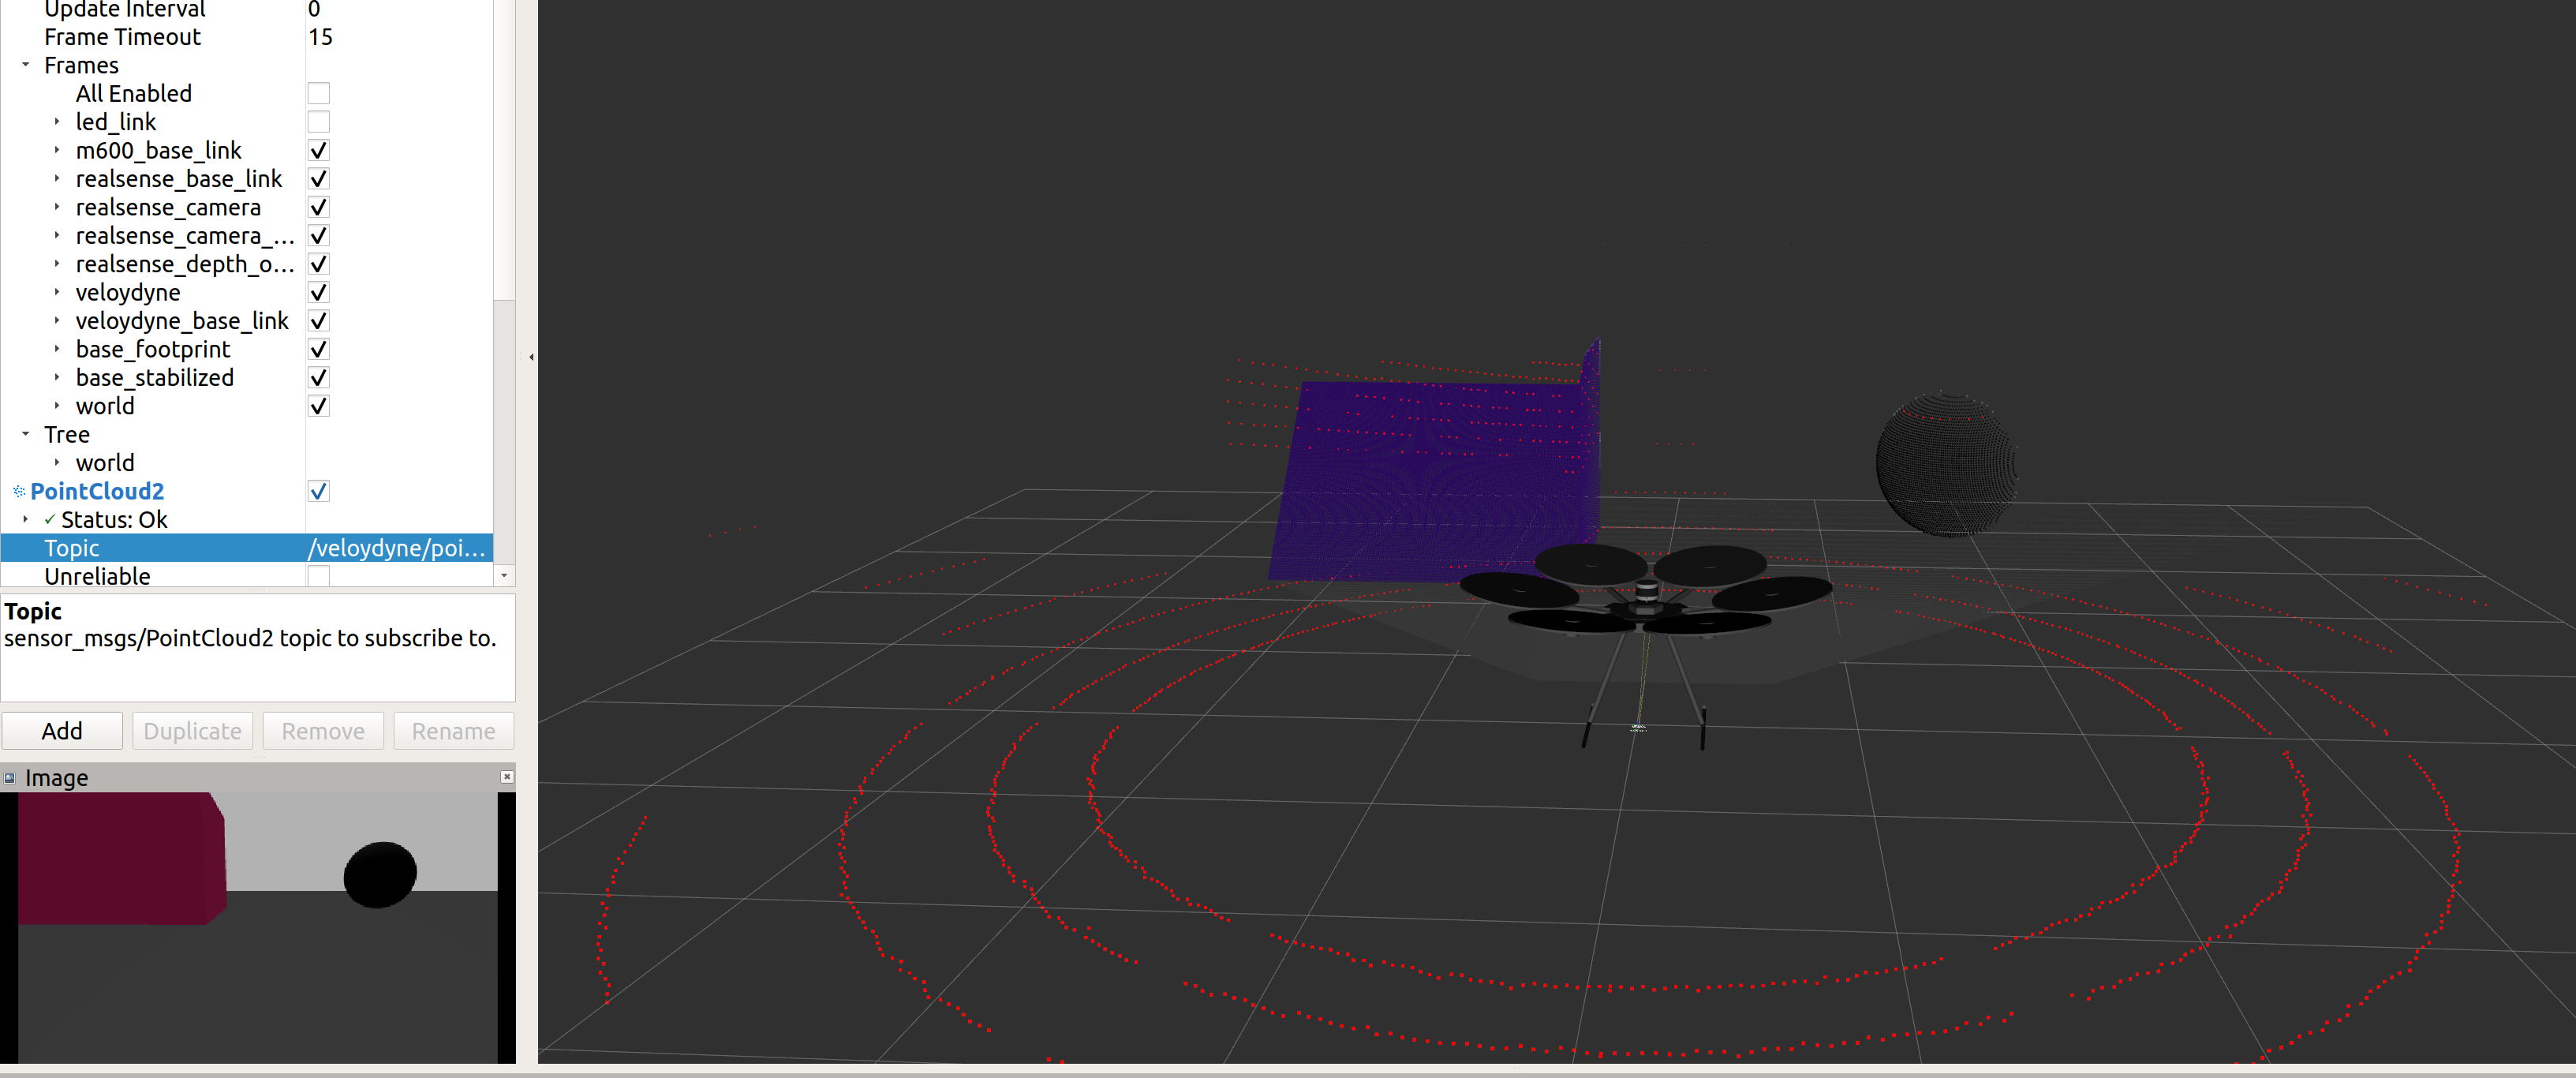 Update Interval 0
Frame Timeout 15
Frames
All Enabled
led_link
m600_base_link
realsense_base_link
realsense_camera
realsense_camera_...
realsense_depth_o...
veloydyne
veloydyne_base_link
base_footprint
base_stabilized
world
Tree
world
PointCloud2
Status: Ok
Topic /veloydyne/poi...
Unreliable
Topic
sensor_msgs/PointCloud2 topic to subscribe to.
Add Duplicate Remove Rename
Image